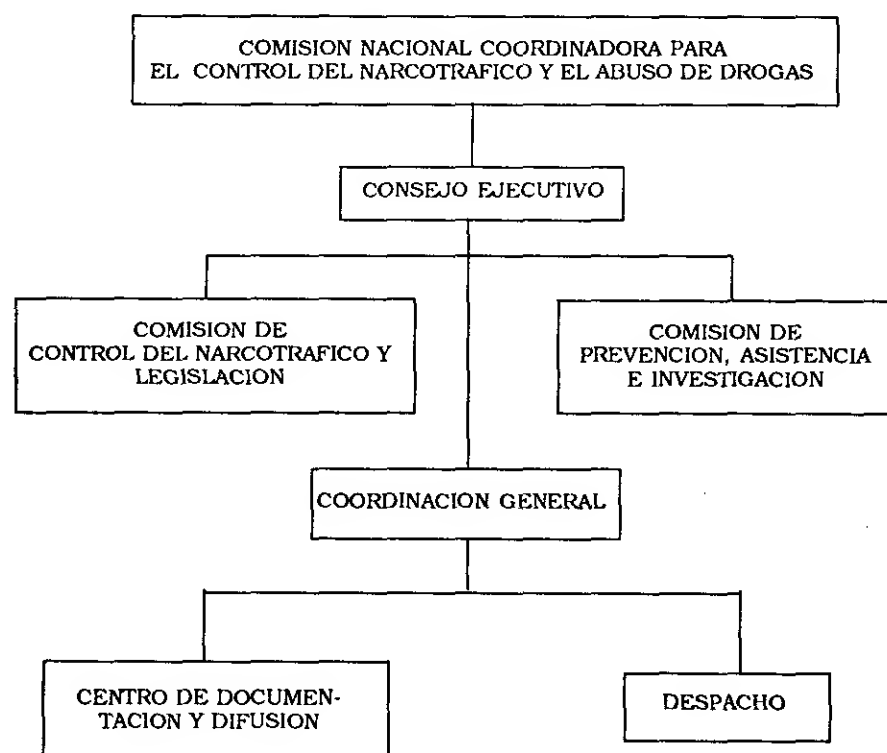 COMISION NACIONAL COORDINADORA PARA
EL CONTROL DEL NARCOTRAFICO Y EL ABUSO DE DROGAS
CONSEJO EJECUTIVO
COMISION DE
CONTROL DEL NARCOTRAFICO Y
LEGISLACION
COMISION DE
PREVENCION, ASISTENCIA
E INVESTIGACION
COORDINACION GENERAL
CENTRO DE DOCUMEN-
TACION Y DIFUSION
DESPACHO